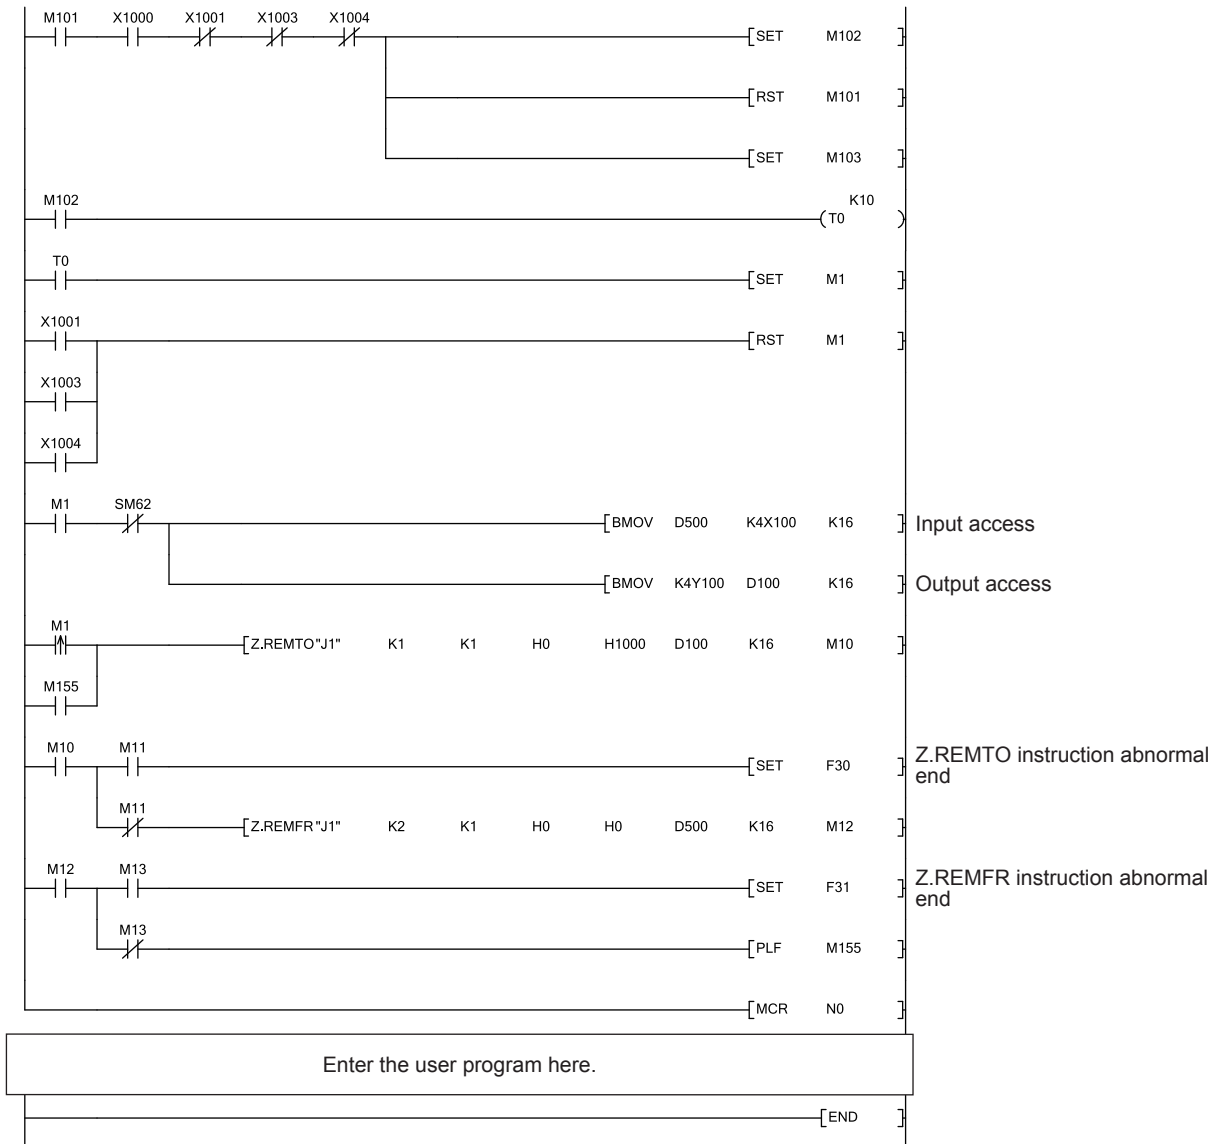 M101 X1000 X1001 X1003 X1004
SET M102
RST M101
SET M103
M102 K10
T0
T0
SET M1
X1001
RST M1
X1003
X1004
M1 SM62
BMOV D500 K4X100 K16 Input access
BMOV K4Y100 D100 K16 Output access
M1
Z.REMTO"J1" K1 K1 H0 H1000 D100 K16 M10
M155
M10 M11
SET F30 Z.REMTO instruction abnormal
end
M11
Z.REMFR"J1" K2 K1 H0 H0 D500 K16 M12
M12 M13
SET F31 Z.REMFR instruction abnormal
end
M13
PLF M155
MCR N0
Enter the user program here.
END